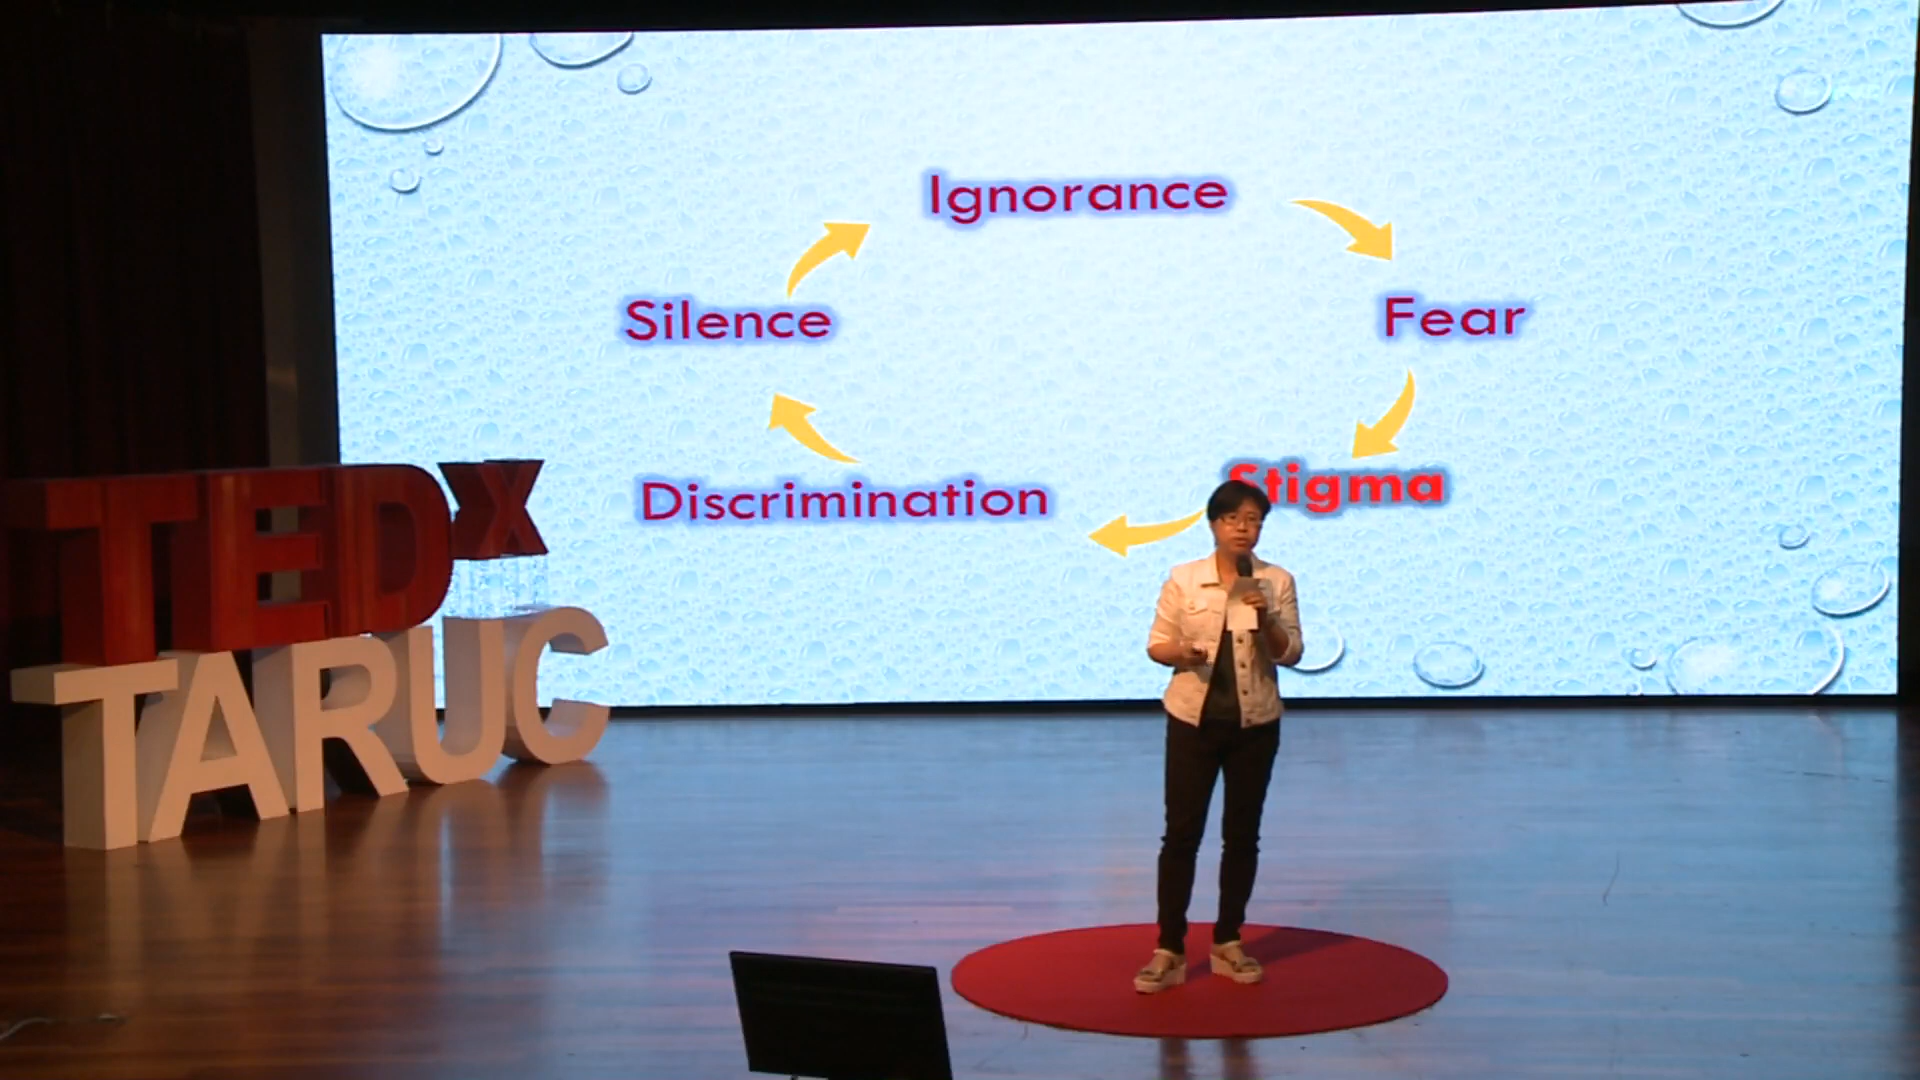 Ignorance
Silence
Fear
Stigma
Discrimination
TEDx
TARUC